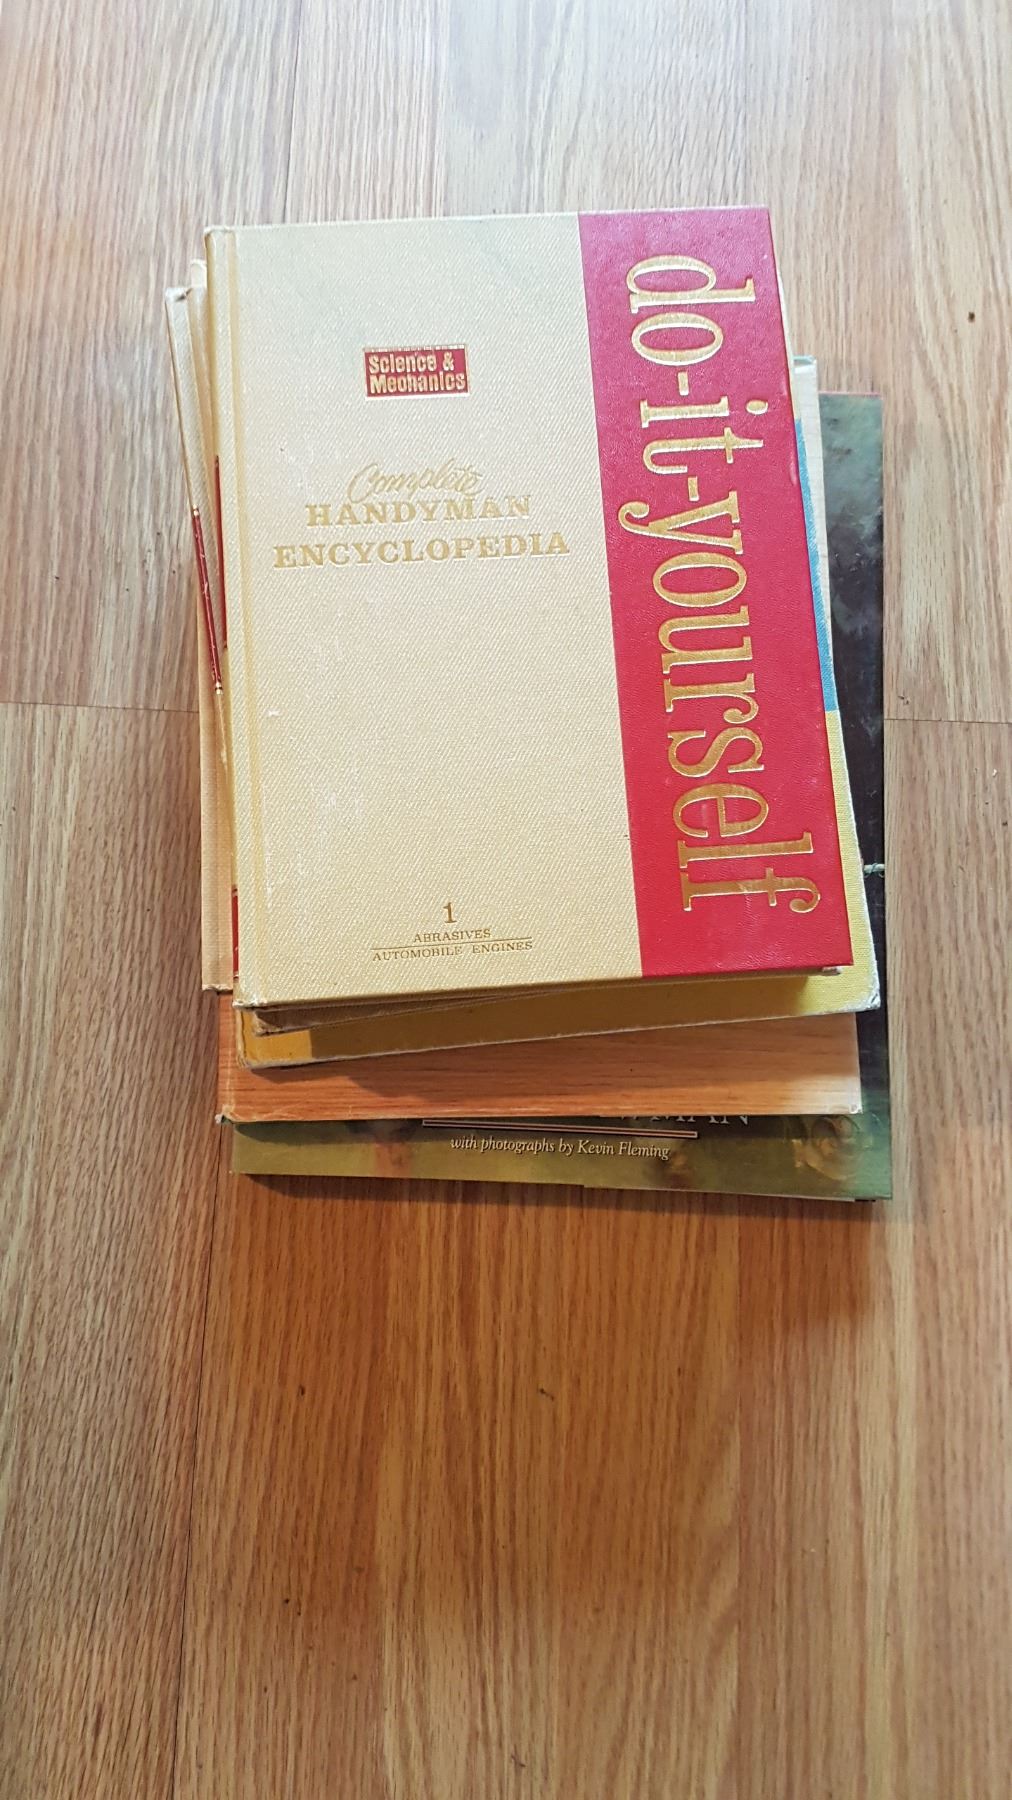 Science &
Mechanics
Complete
HANDYMAN
ENCYCLOPEDIA
1
ABRASIVES
AUTOMOBILE ENGINES
do-it-yourself
with photographs by Kevin Fleming